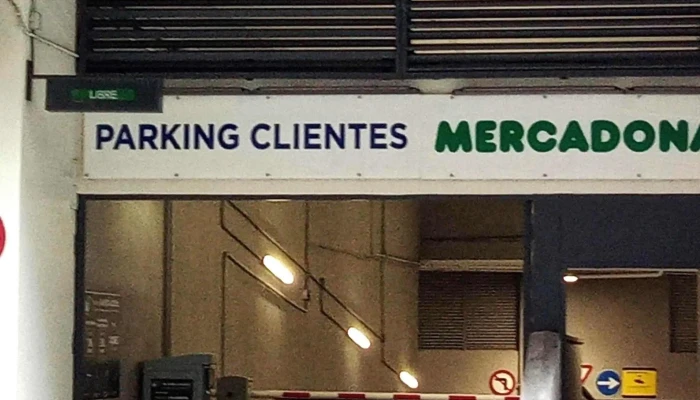 LIBRE
PARKING CLIENTES MERCADONA